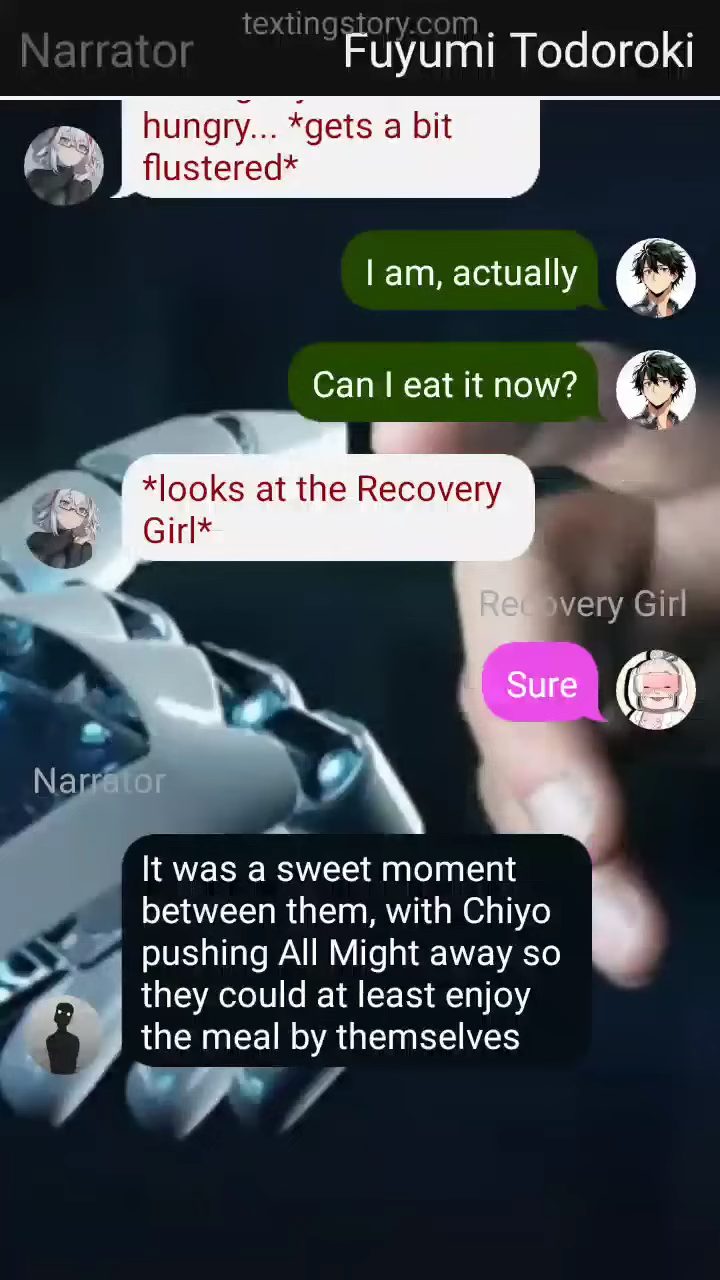 textingstory.com
Narrator
Fuyumi Todoroki
hungry... *gets a bit
flustered*
I am, actually
Can I eat it now?
*looks at the Recovery
Girl*
Recovery Girl
Sure
Narrator
It was a sweet moment
between them, with Chiyo
pushing All Might away so
they could at least enjoy
the meal by themselves